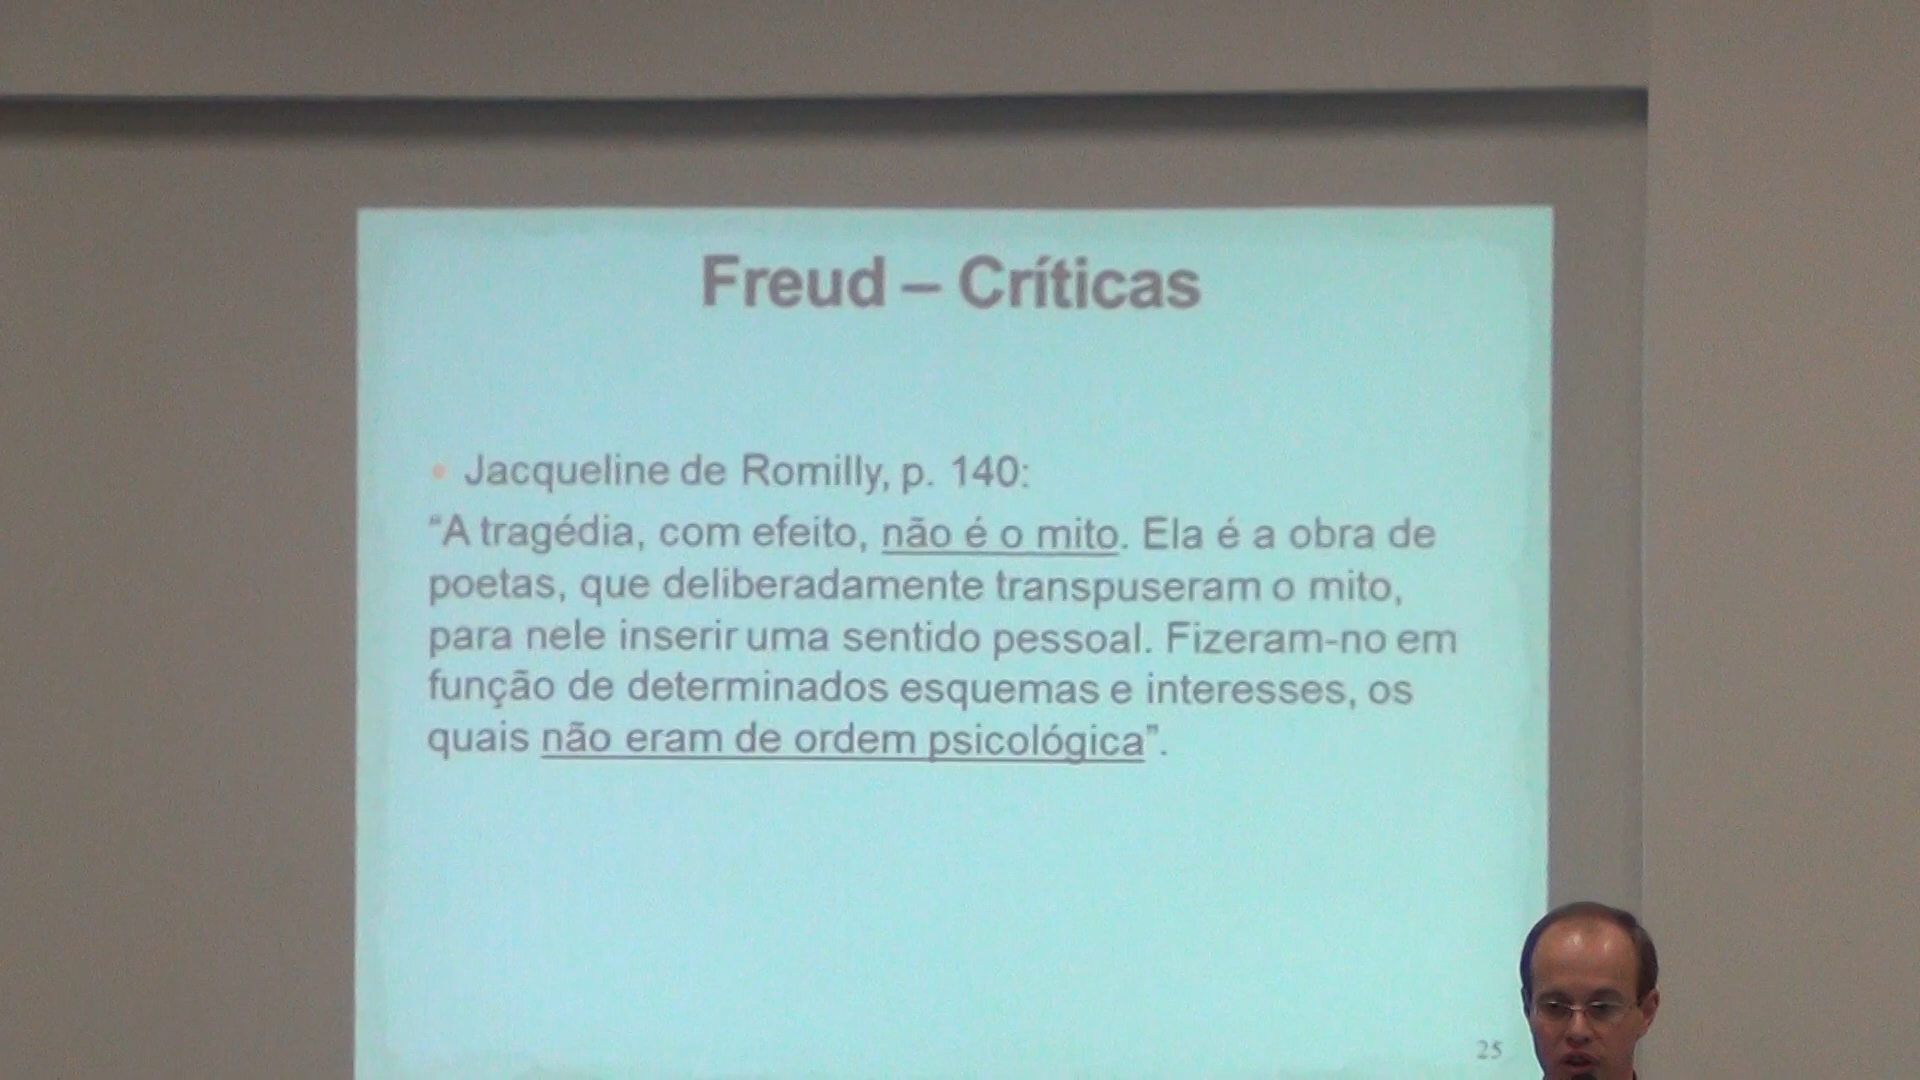 Freud – Críticas
• Jacqueline de Romilly, p. 140:
“A tragédia, com efeito, não é o mito. Ela é a obra de
poetas, que deliberadamente transpuseram o mito,
para nele inserir uma sentido pessoal. Fizeram-no em
função de determinados esquemas e interesses, os
quais não eram de ordem psicológica”.
25